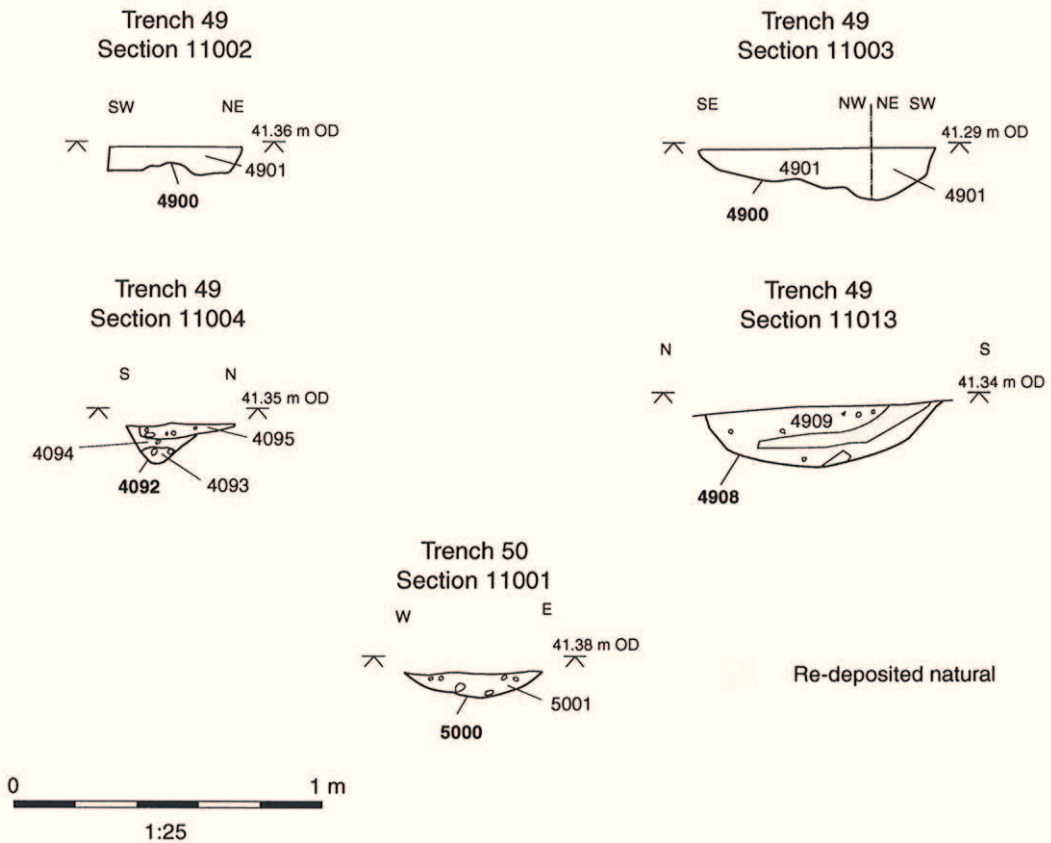 Trench 49
Section 11002
SW NE
41.36 m OD
4901
4900
Trench 49
Section 11003
SE NW NE SW
41.29 m OD
4901
4901
4900
Trench 49
Section 11004
S N
41.35 m OD
4095
4094
4093
4092
Trench 49
Section 11013
N S
41.34 m OD
4909
4908
Trench 50
Section 11001
W E
41.38 m OD
5001
5000
Re-deposited natural
0 1 m
1:25